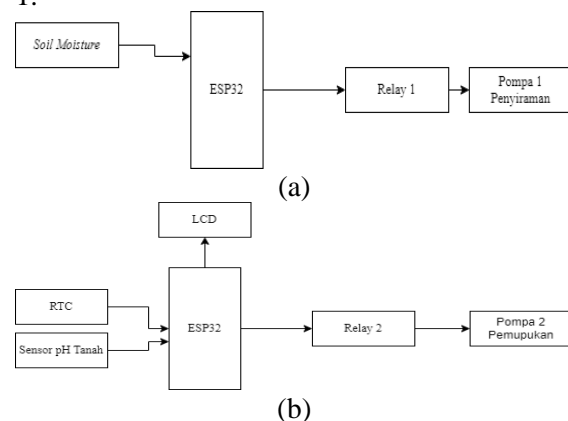 1.
Soil Moisture
ESP32
Relay 1
Pompa 1
Penyiraman
(a)
LCD
RTC
Sensor pH Tanah
ESP32
Relay 2
Pompa 2
Pemupukan
(b)